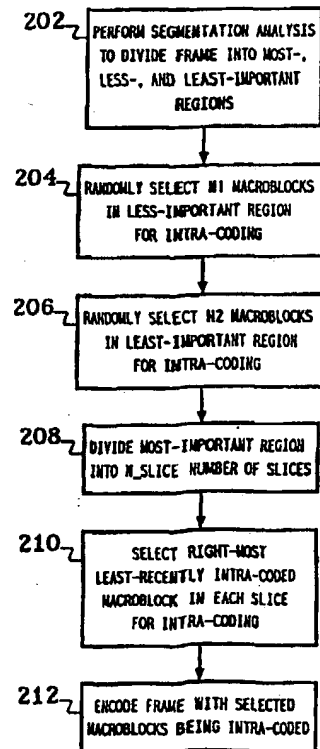 202
PERFORM SEGMENTATION ANALYSIS
TO DIVIDE FRAME INTO MOST-,
LESS-, AND LEAST-IMPORTANT
REGIONS
204
RANDOMLY SELECT N1 MACROBLOCKS
IN LESS-IMPORTANT REGION
FOR INTRA-CODING
206
RANDOMLY SELECT N2 MACROBLOCKS
IN LEAST-IMPORTANT REGION
FOR INTRA-CODING
208
DIVIDE MOST-IMPORTANT REGION
INTO N_SLICE NUMBER OF SLICES
210
SELECT RIGHT-MOST
LEAST-RECENTLY INTRA-CODED
MACROBLOCK IN EACH SLICE
FOR INTRA-CODING
212
ENCODE FRAME WITH SELECTED
MACROBLOCKS BEING INTRA-CODED